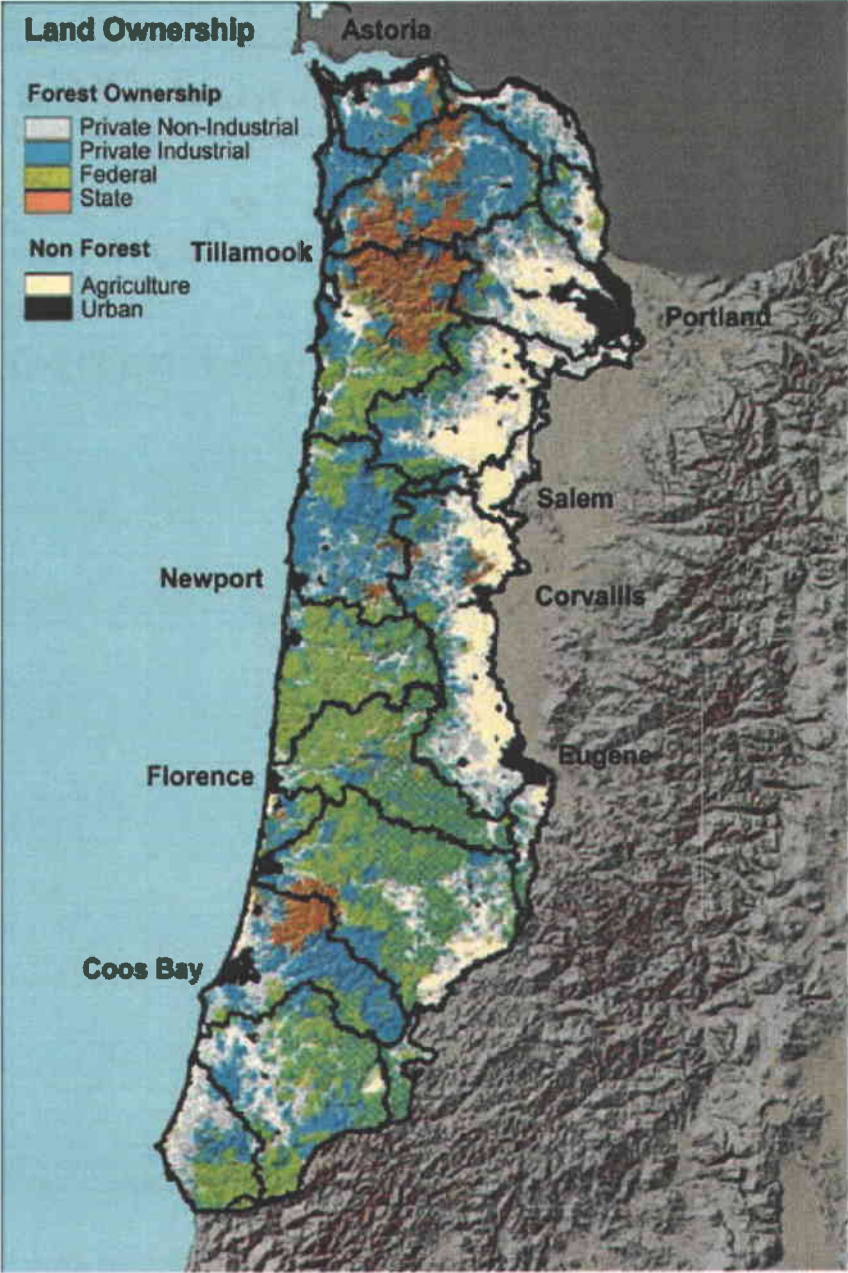 Land Ownership
Astoria
Forest Ownership
Private Non-Industrial
Private Industrial
Federal
State
Non Forest
Tillamook
Agriculture
Urban
Portland
Salem
Newport
Corvallis
Eugene
Florence
Coos Bay